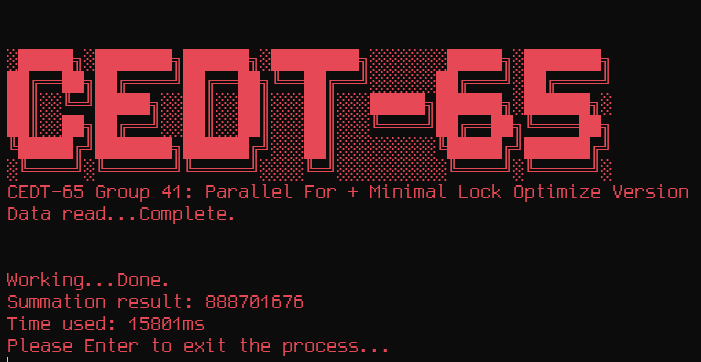 CEDT-65
CEDT-65 Group 41: Parallel For + Minimal Lock Optimize Version
Data read...Complete.
Working...Done.
Summation result: 888701676
Time used: 15801ms
Please Enter to exit the process...